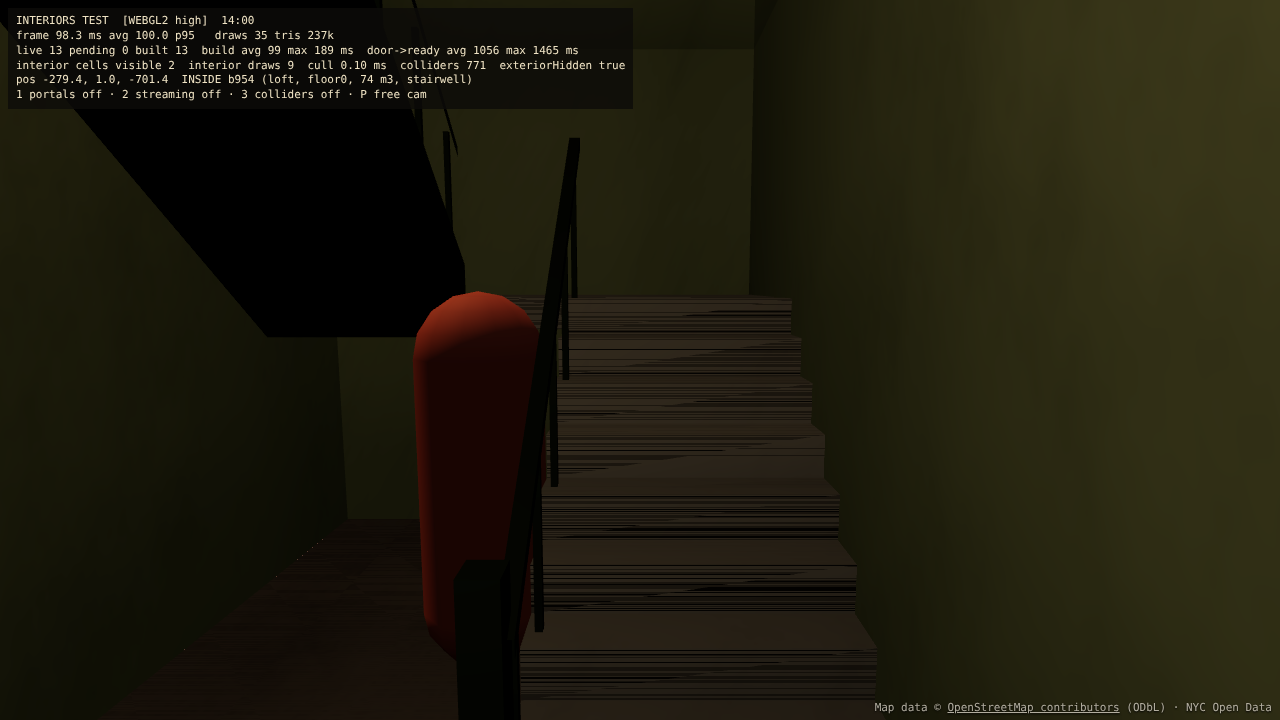 INTERIORS TEST  [WEBGL2 high]  14:00
frame 98.3 ms avg 100.0 p95   draws 35 tris 237k
live 13 pending 0 built 13  build avg 99 max 189 ms  door->ready avg 1056 max 1465 ms
interior cells visible 2  interior draws 9  cull 0.10 ms  colliders 771  exteriorHidden true
pos -279.4, 1.0, -701.4  INSIDE b954 (loft, floor0, 74 m3, stairwell)
1 portals off · 2 streaming off · 3 colliders off · P free cam
Map data © OpenStreetMap contributors (ODbL) · NYC Open Data